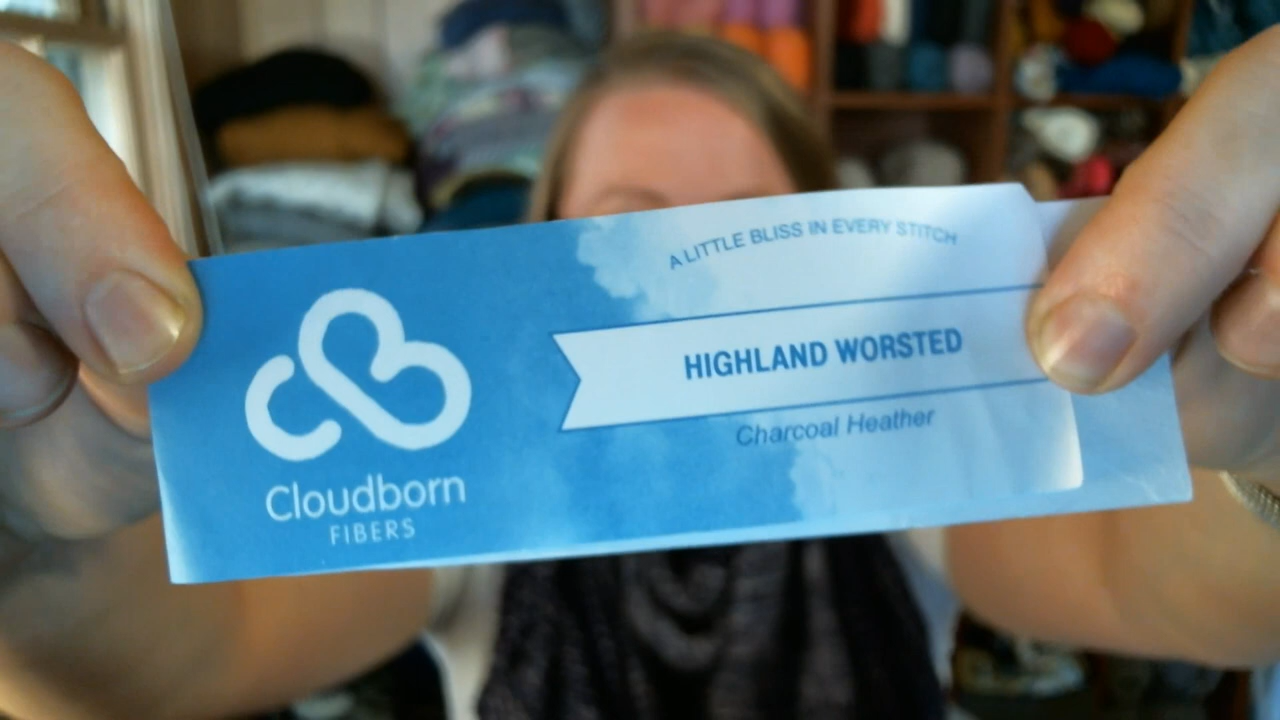 A LITTLE BLISS IN EVERY STITCH
HIGHLAND WORSTED
Charcoal Heather
Cloudborn
FIBERS